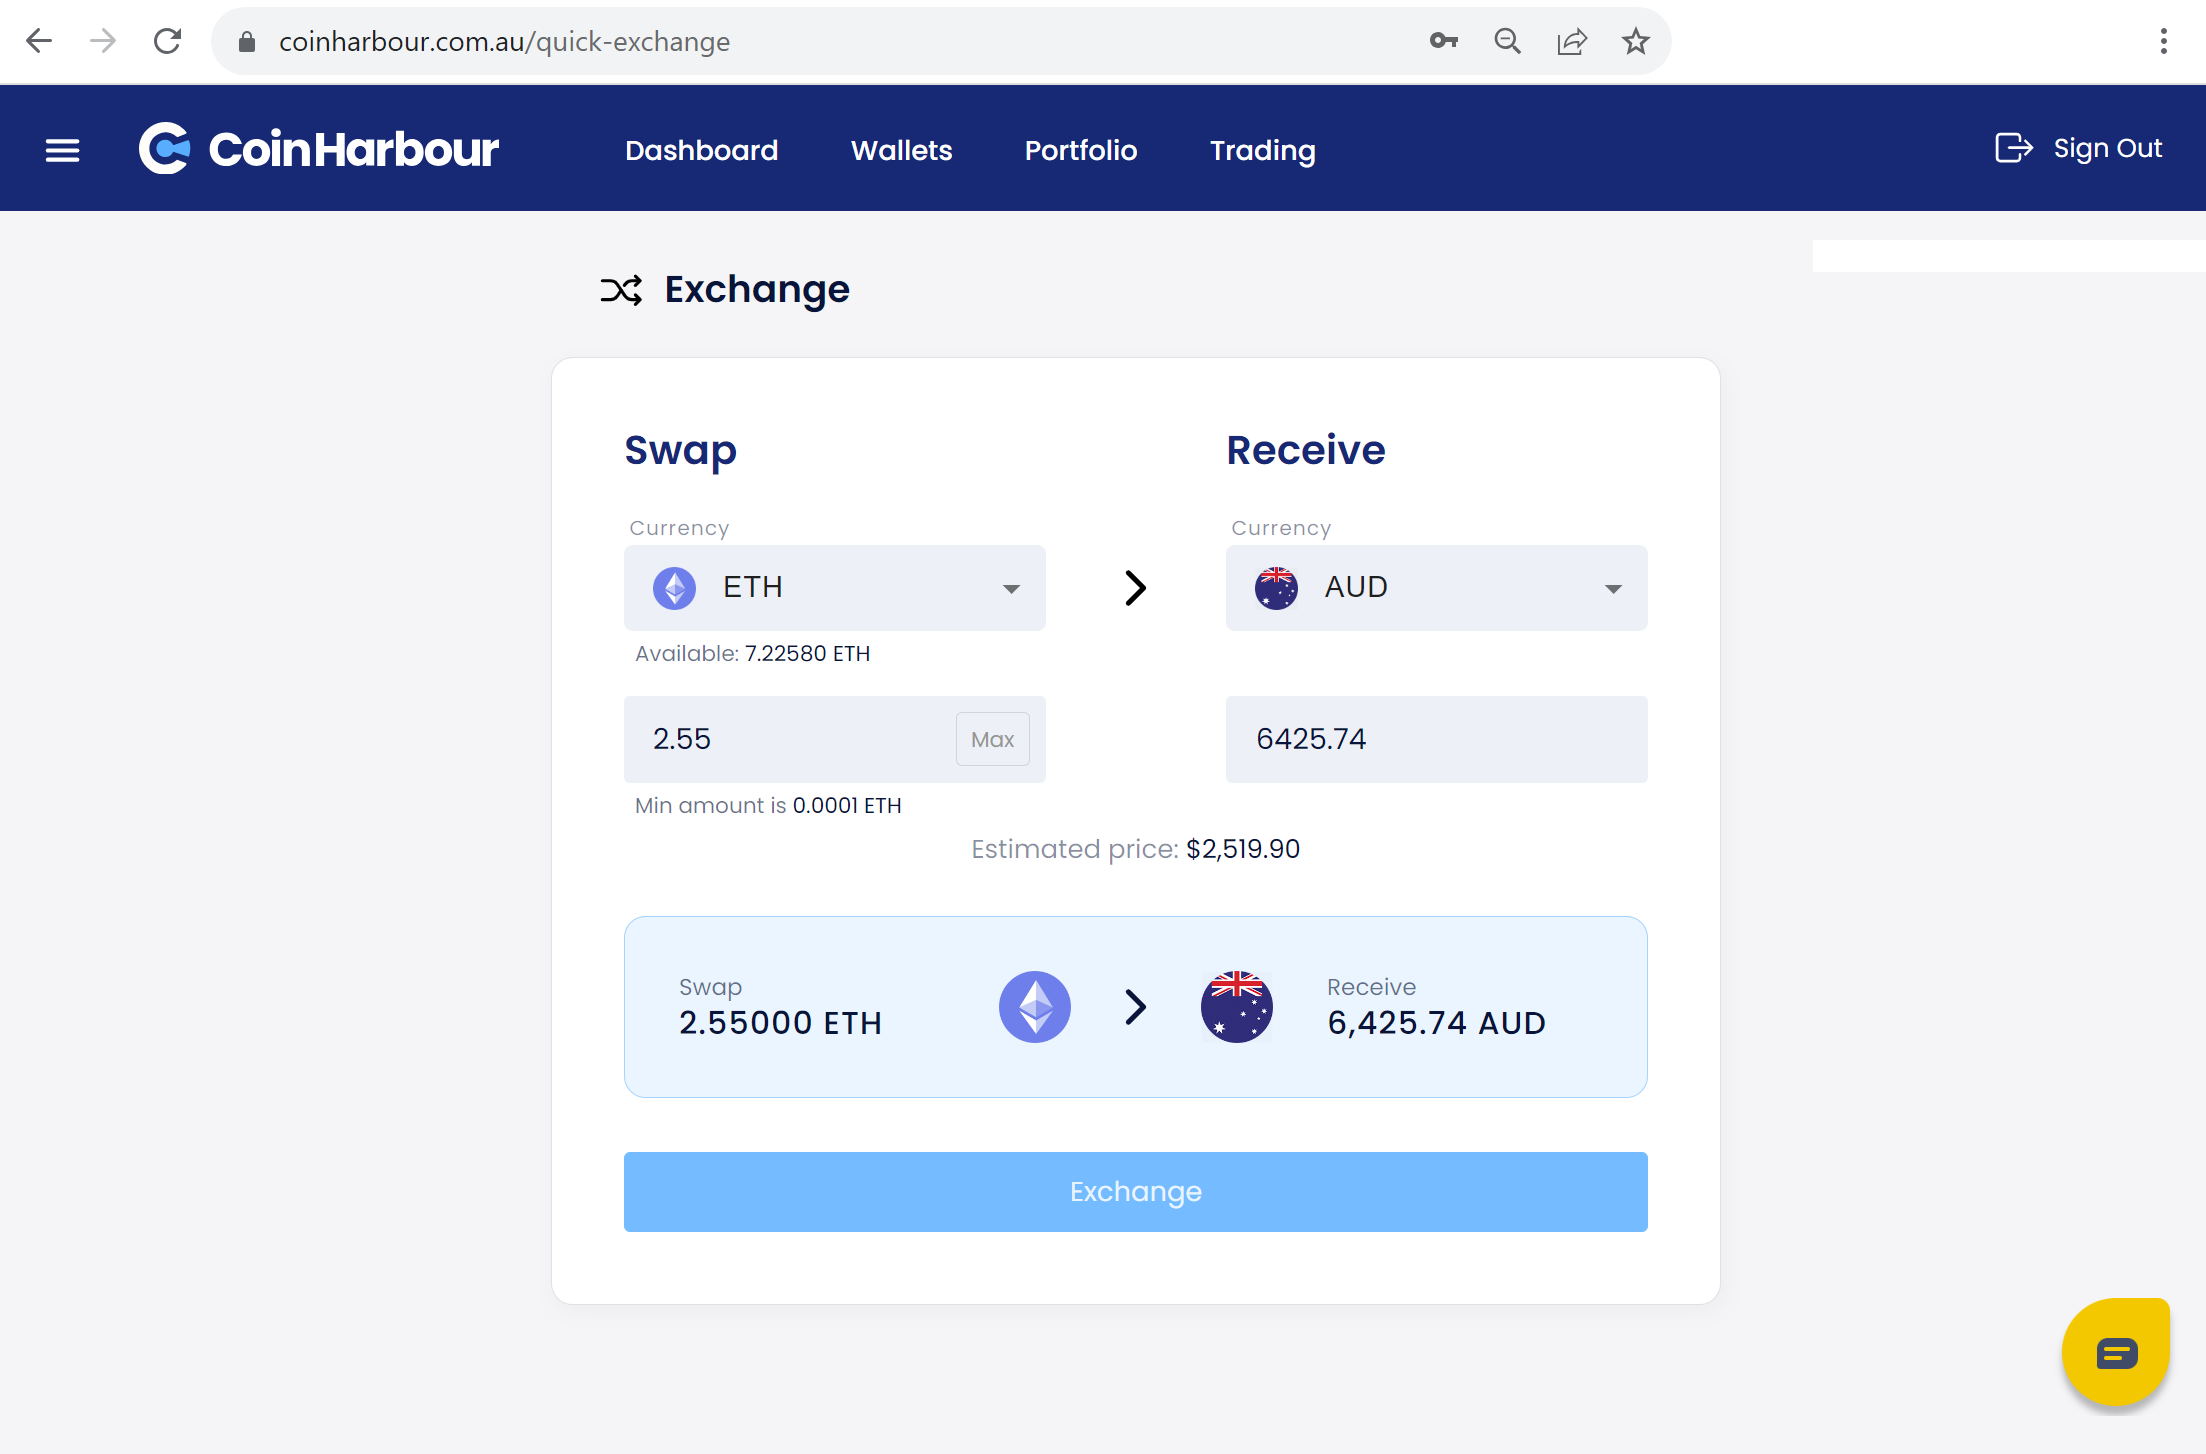 coinharbour.com.au/quick-exchange
CoinHarbour Dashboard Wallets Portfolio Trading Sign Out
Exchange
Swap Receive
Currency Currency
ETH AUD
Available: 7.22580 ETH
2.55 Max 6425.74
Min amount is 0.0001 ETH
Estimated price: $2,519.90
Swap Receive
2.55000 ETH 6,425.74 AUD
Exchange